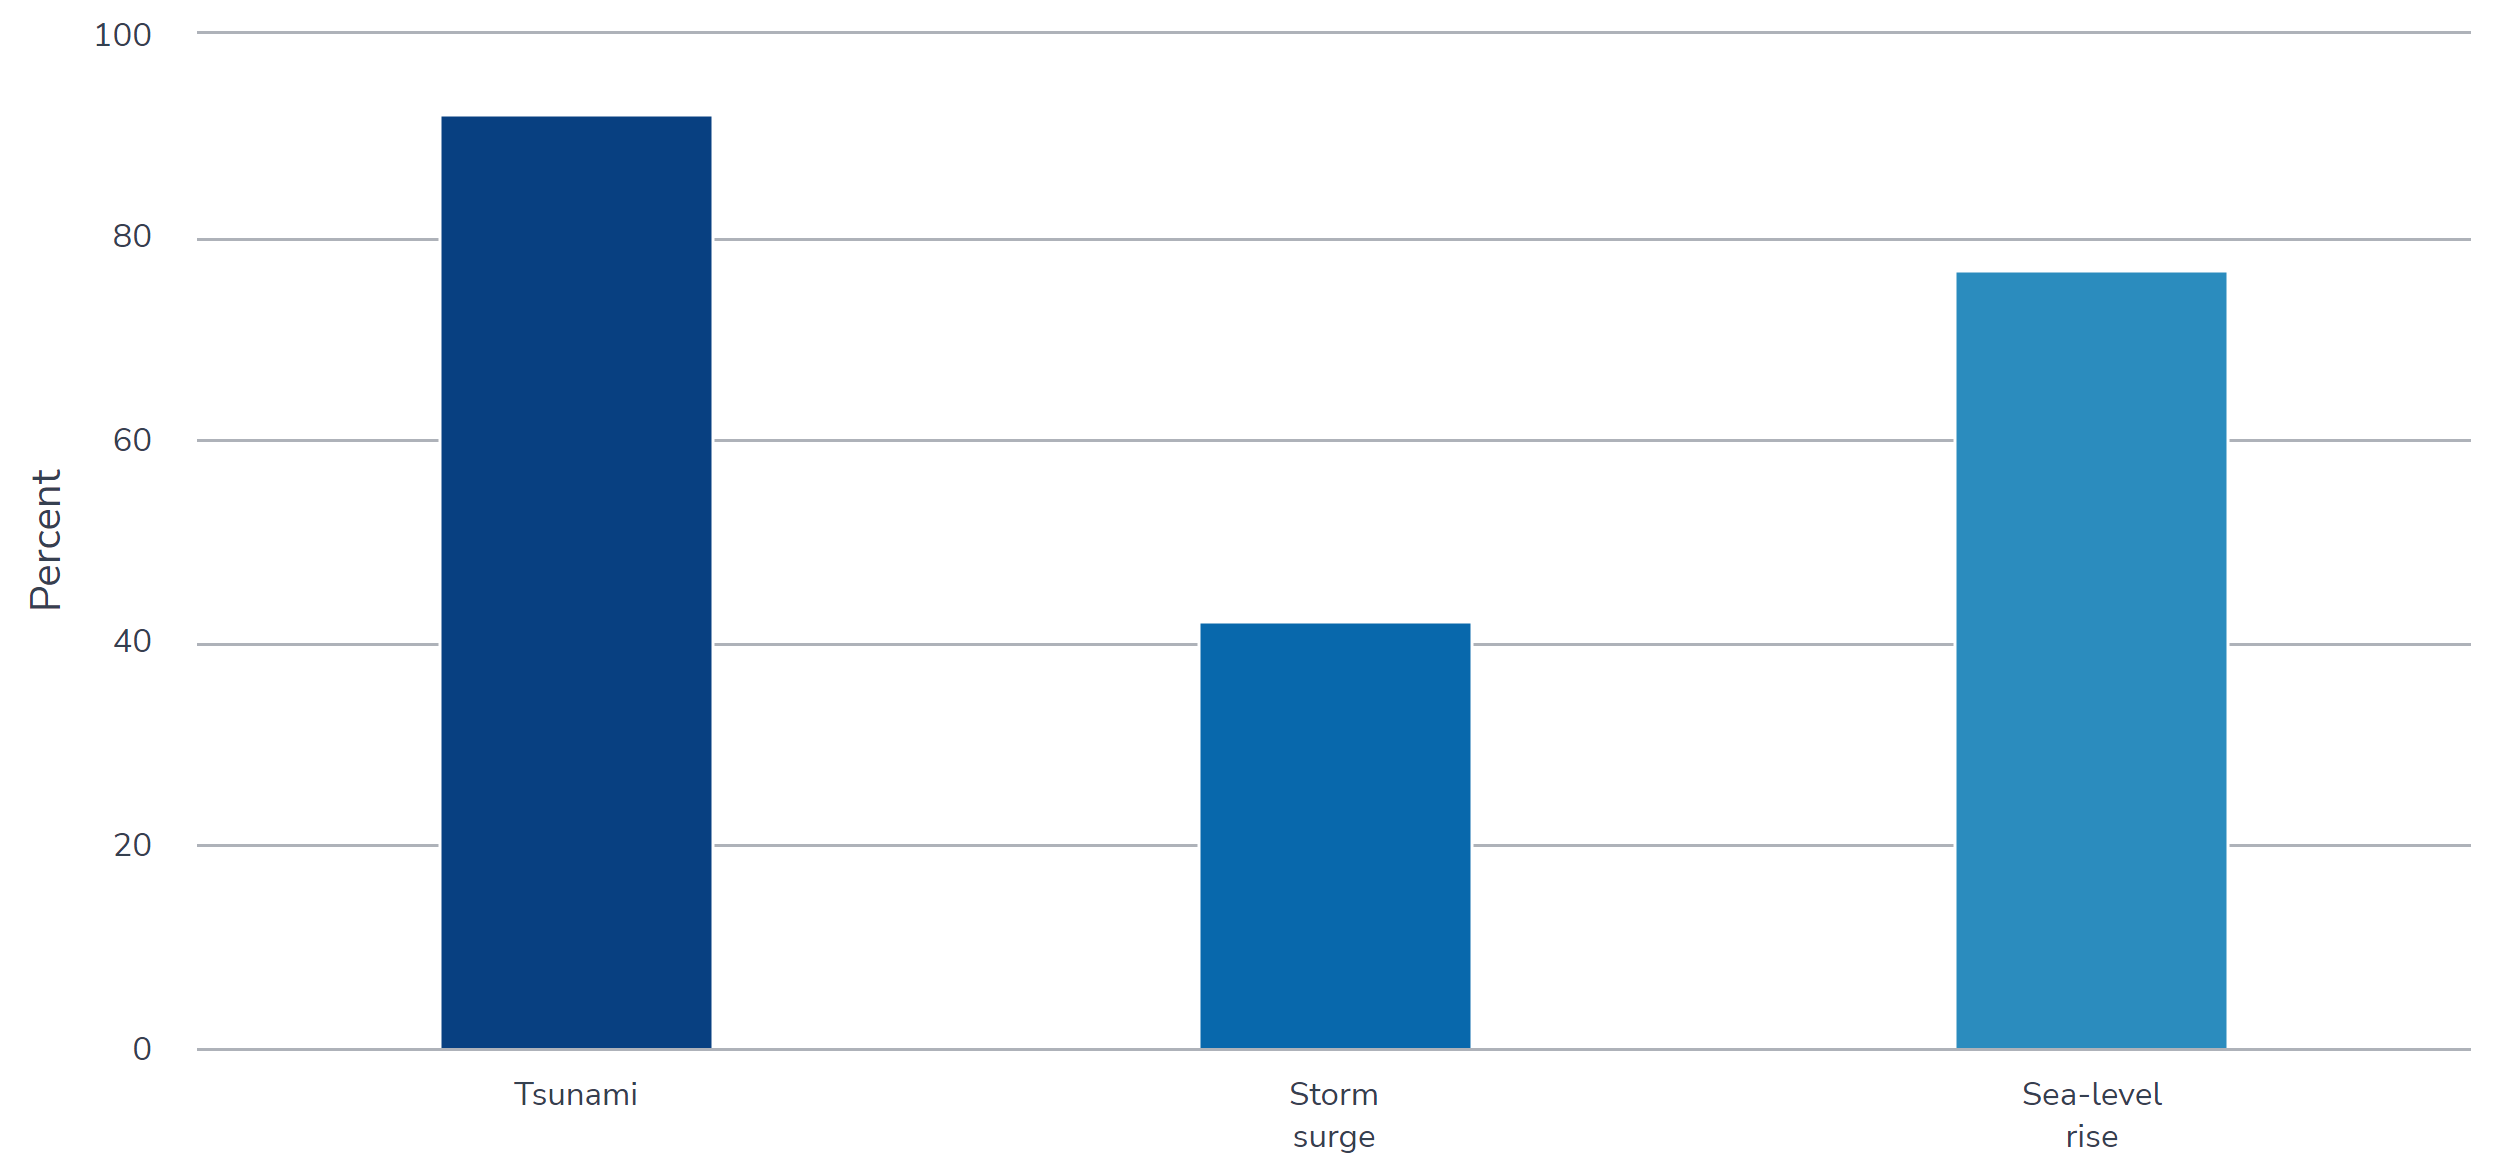 100
80
60
40
20
0
Percent
Tsunami
Storm
surge
Sea-level
rise